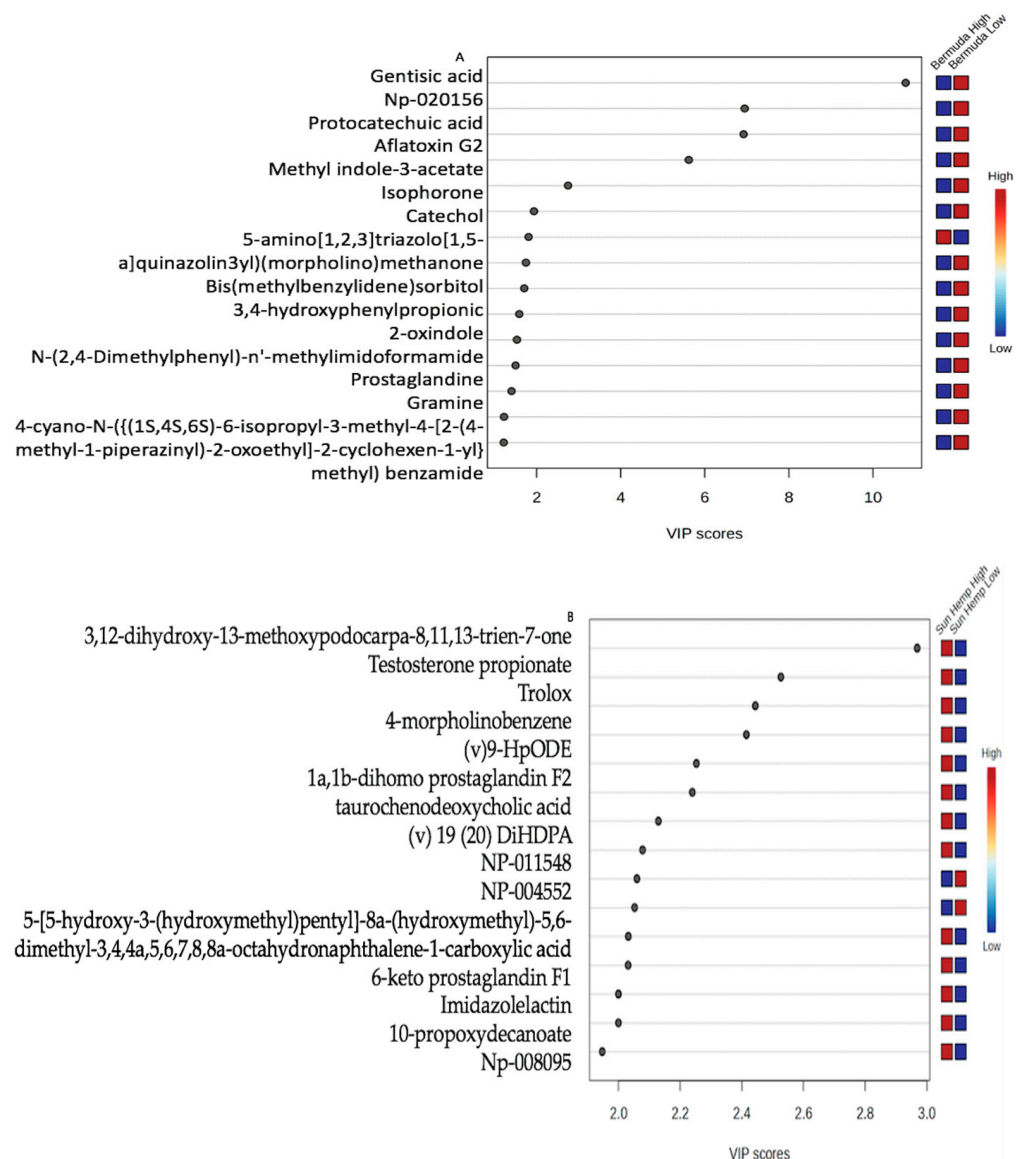 Bermuda High
Bermuda Low
A
Gentisic acid
Np-020156
Protocatechuic acid
Aflatoxin G2
Methyl indole-3-acetate
Isophorone
Catechol
5-amino[1,2,3]triazolo[1,5-
a]quinazolin3yl)(morpholino)methanone
Bis(methylbenzylidene)sorbitol
3,4-hydroxyphenylpropionic
2-oxindole
N-(2,4-Dimethylphenyl)-n'-methylimidoformamide
Prostaglandine
Gramine
4-cyano-N-({(1S,4S,6S)-6-isopropyl-3-methyl-4-[2-(4-
methyl-1-piperazinyl)-2-oxoethyl]-2-cyclohexen-1-yl}
methyl) benzamide
High
Low
2 4 6 8 10
VIP scores
Sun Hemp High
Sun Hemp Low
B
3,12-dihydroxy-13-methoxypodocarpa-8,11,13-trien-7-one
Testosterone propionate
Trolox
4-morpholinobenzene
(v)9-HpODE
1a,1b-dihomo prostaglandin F2
taurochenodeoxycholic acid
(v) 19 (20) DiHDPA
NP-011548
NP-004552
5-[5-hydroxy-3-(hydroxymethyl)pentyl]-8a-(hydroxymethyl)-5,6-
dimethyl-3,4,4a,5,6,7,8,8a-octahydronaphthalene-1-carboxylic acid
6-keto prostaglandin F1
Imidazolelactin
10-propoxydecanoate
Np-008095
High
Low
2.0 2.2 2.4 2.6 2.8 3.0
VIP scores